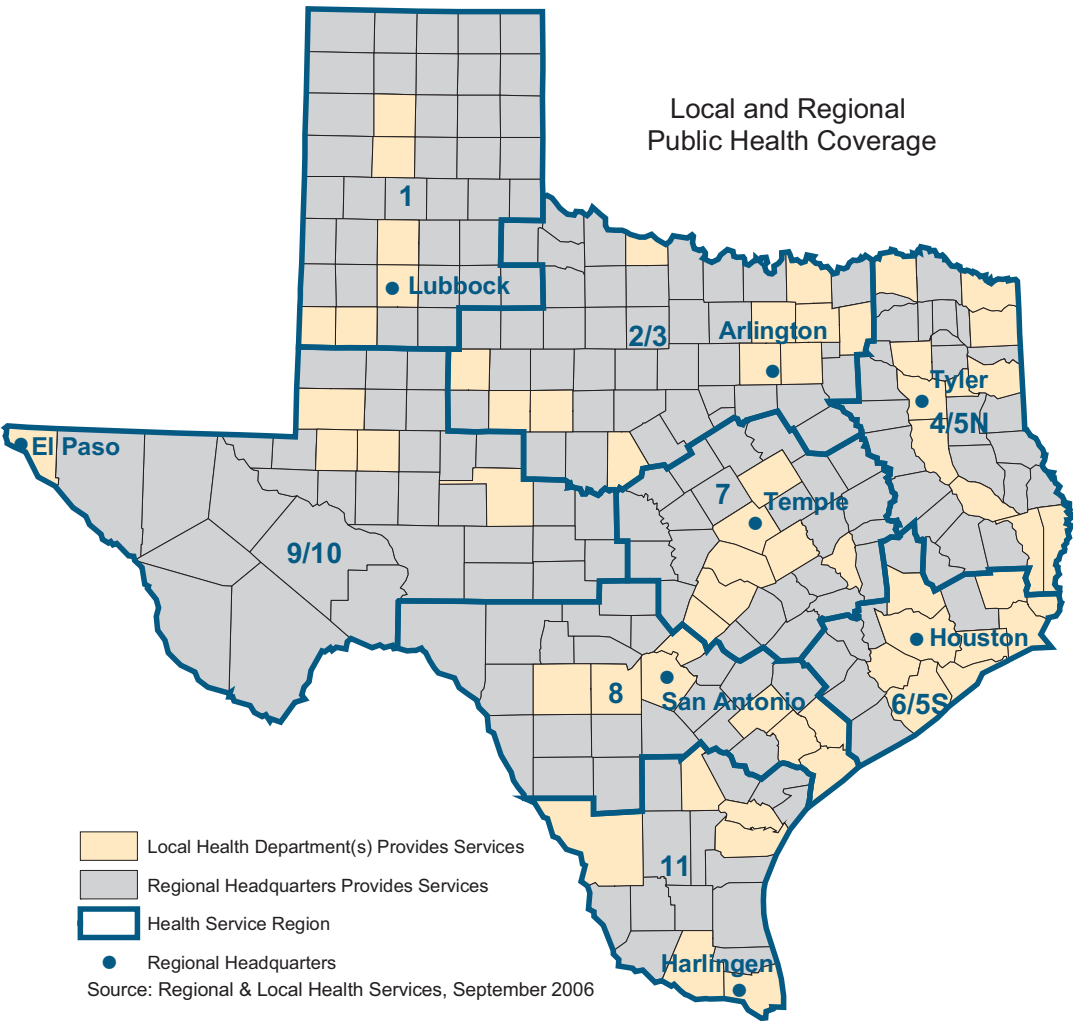 Local and Regional
Public Health Coverage
1
Lubbock
2/3
Arlington
Tyler
4/5N
El Paso
7
Temple
9/10
Houston
8
San Antonio
6/5S
11
Harlingen
Local Health Department(s) Provides Services
Regional Headquarters Provides Services
Health Service Region
Regional Headquarters
Source: Regional & Local Health Services, September 2006